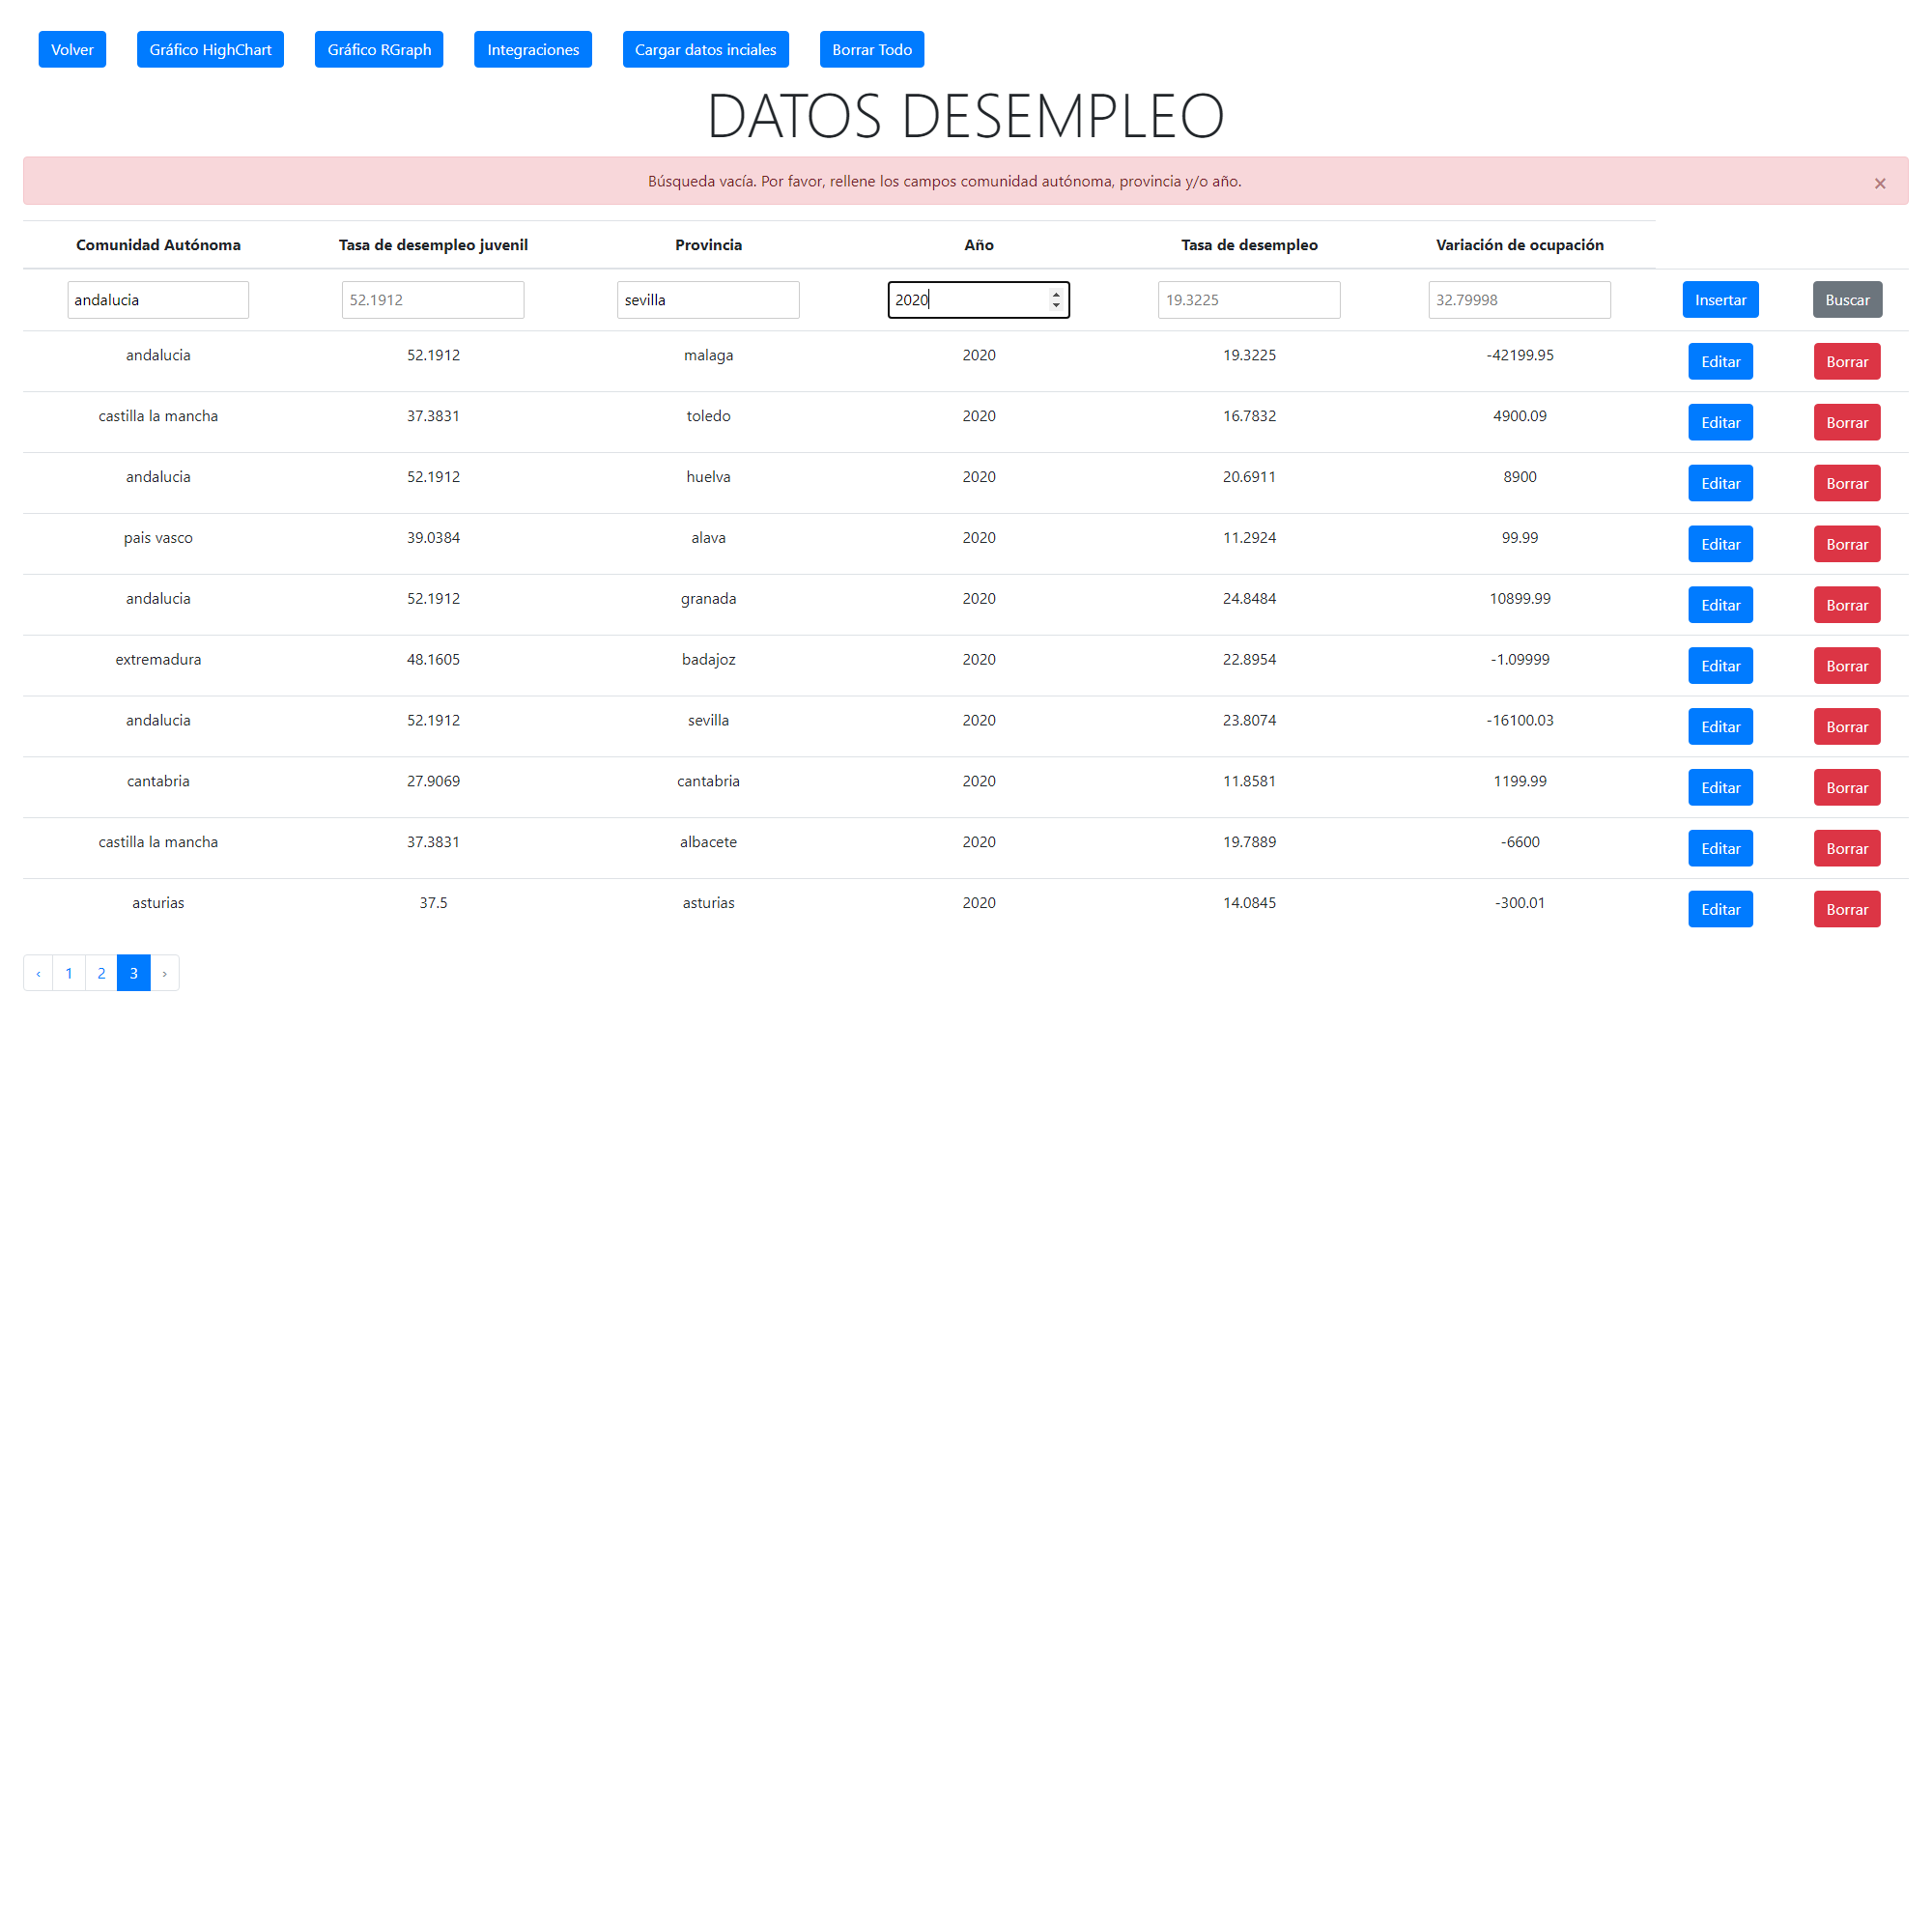 Volver Gráfico HighChart Gráfico RGraph Integraciones Cargar datos inciales Borrar Todo
DATOS DESEMPLEO
Búsqueda vacía. Por favor, rellene los campos comunidad autónoma, provincia y/o año. ×
Comunidad Autónoma Tasa de desempleo juvenil Provincia Año Tasa de desempleo Variación de ocupación
andalucia 52.1912 sevilla 2020 19.3225 32.79998 Insertar Buscar
andalucia 52.1912 malaga 2020 19.3225 -42199.95 Editar Borrar
castilla la mancha 37.3831 toledo 2020 16.7832 4900.09 Editar Borrar
andalucia 52.1912 huelva 2020 20.6911 8900 Editar Borrar
pais vasco 39.0384 alava 2020 11.2924 99.99 Editar Borrar
andalucia 52.1912 granada 2020 24.8484 10899.99 Editar Borrar
extremadura 48.1605 badajoz 2020 22.8954 -1.09999 Editar Borrar
andalucia 52.1912 sevilla 2020 23.8074 -16100.03 Editar Borrar
cantabria 27.9069 cantabria 2020 11.8581 1199.99 Editar Borrar
castilla la mancha 37.3831 albacete 2020 19.7889 -6600 Editar Borrar
asturias 37.5 asturias 2020 14.0845 -300.01 Editar Borrar
‹ 1 2 3 ›